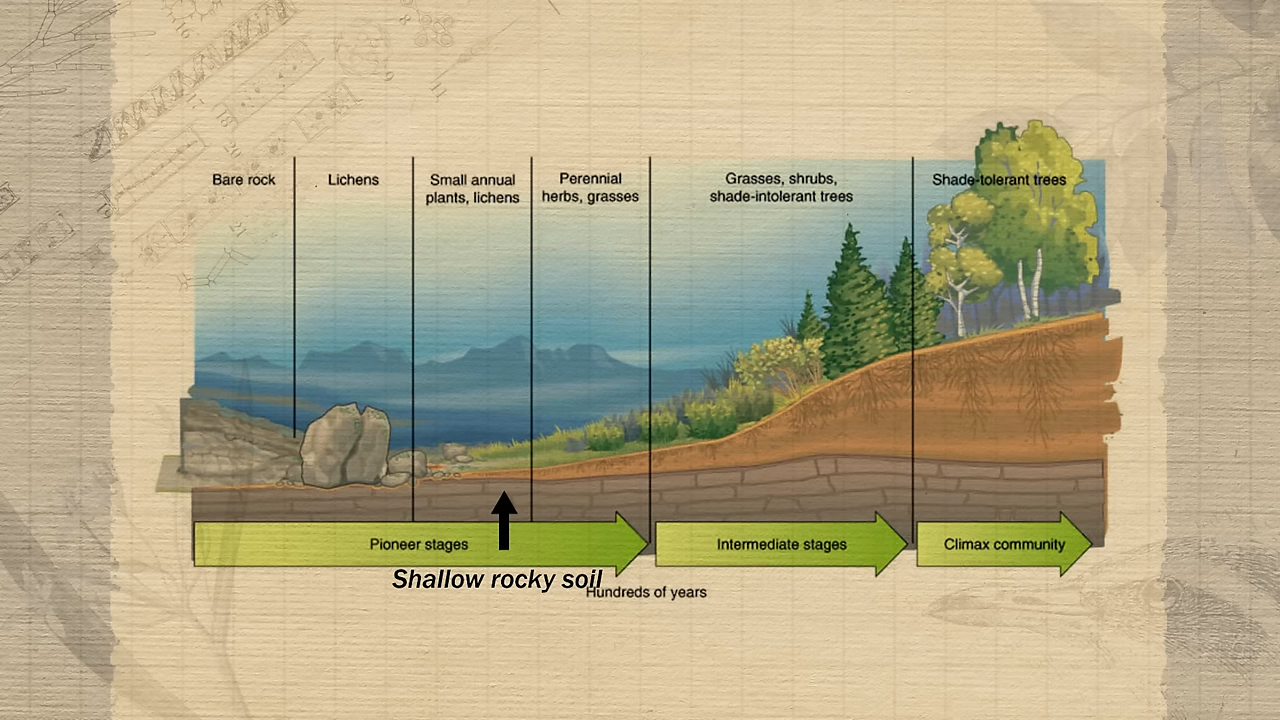 Bare rock
Lichens
Small annual
plants, lichens
Perennial
herbs, grasses
Grasses, shrubs,
shade-intolerant trees
Shade-tolerant trees
Pioneer stages
Intermediate stages
Climax community
Shallow rocky soil
Hundreds of years